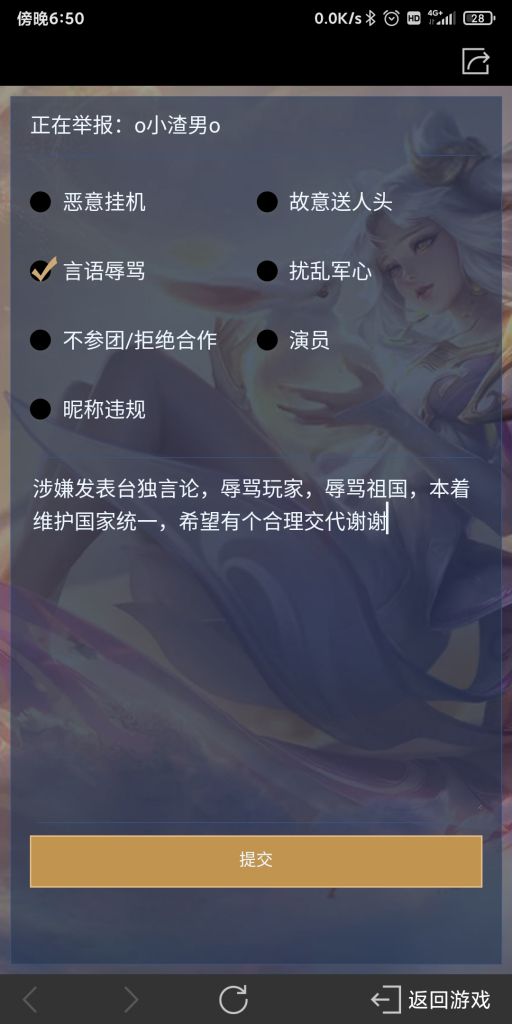 傍晚6:50 0.0K/s HD 4G+ 28
正在举报：o小渣男o
恶意挂机 故意送人头
言语辱骂 扰乱军心
不参团/拒绝合作 演员
昵称违规
涉嫌发表台独言论，辱骂玩家，辱骂祖国，本着
维护国家统一，希望有个合理交代谢谢
提交
返回游戏